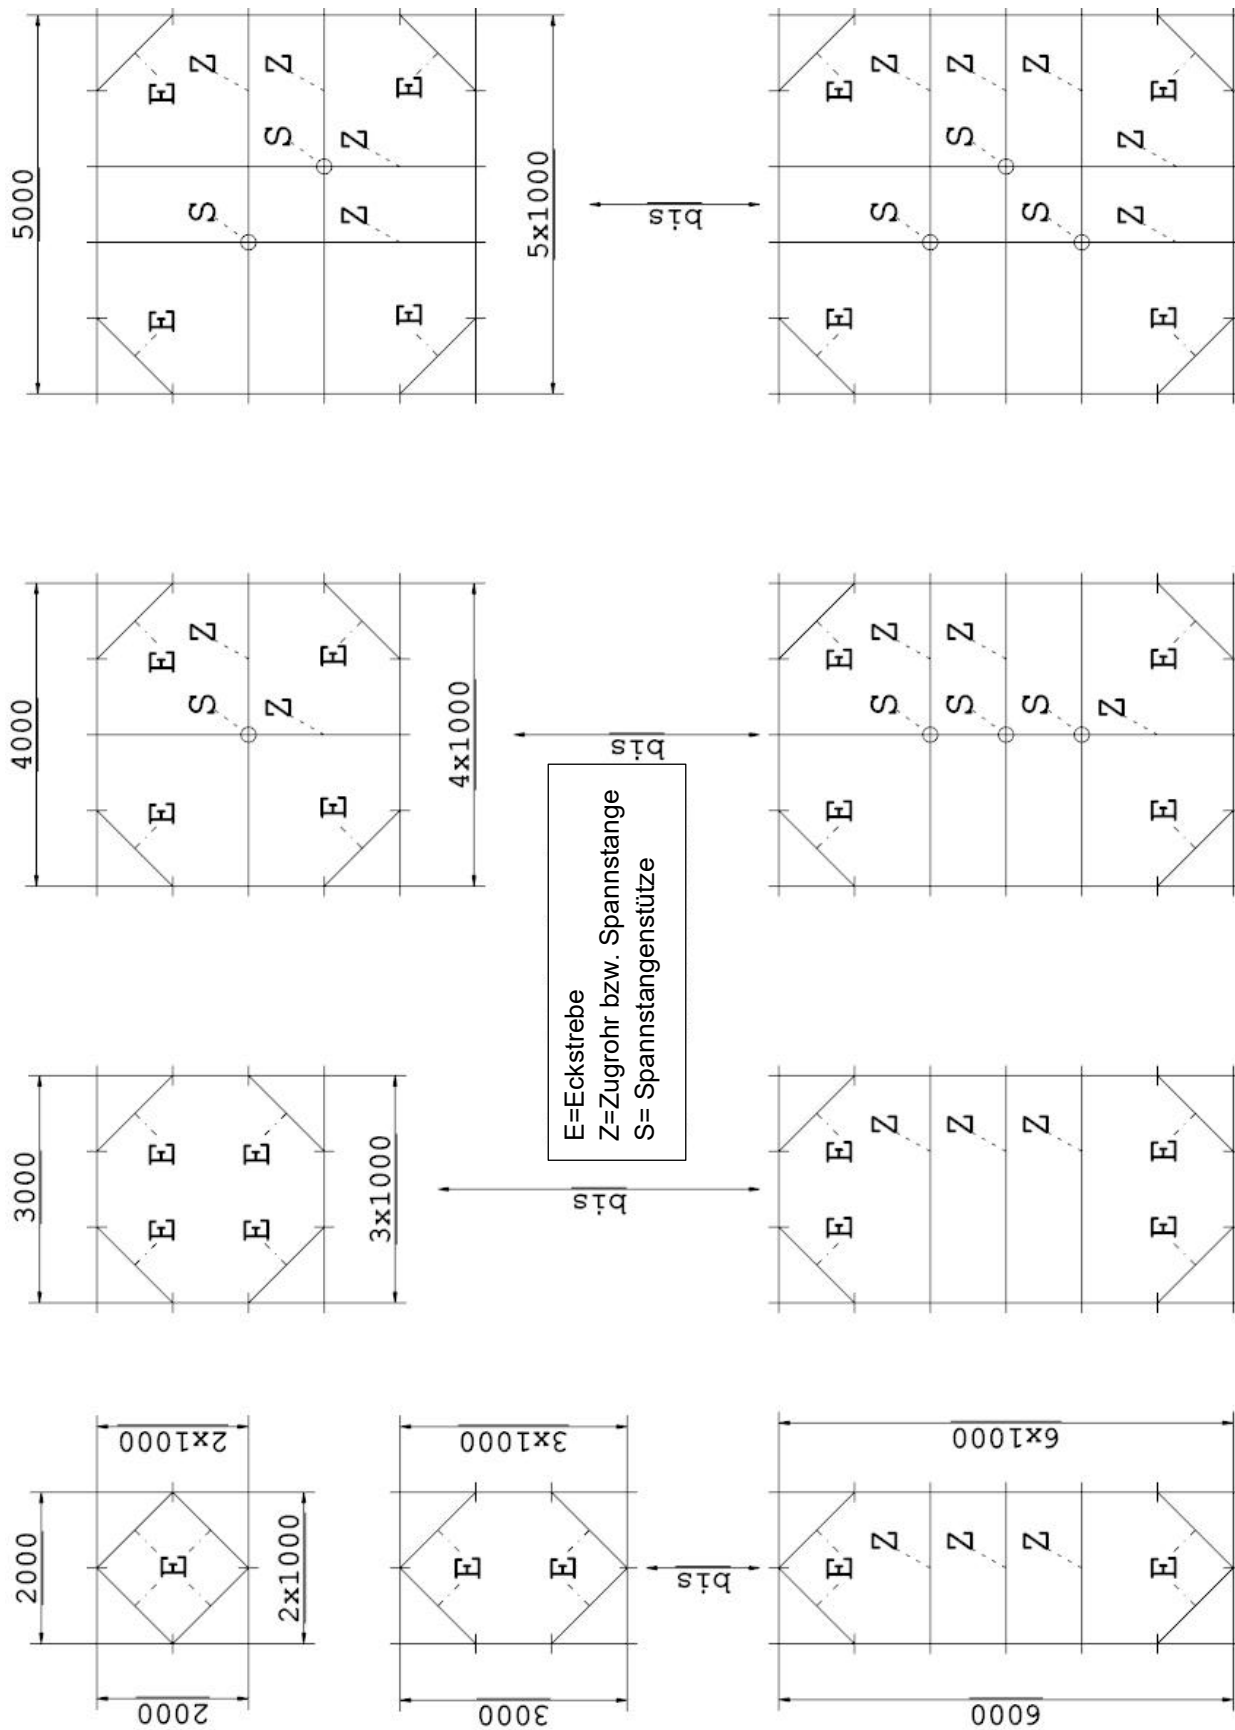 2000
2000
2x1000
E
2x1000
3000
E E
E E
3x1000
4000
E E
S Z
Z
E E
4x1000
5000
E E
S Z
S Z
Z Z
E E
5x1000
3000
3x1000
E
E
bis
bis
bis
bis
E=Eckstrebe
Z=Zugrohr bzw. Spannstange
S= Spannstangenstütze
6000
6x1000
E
Z
Z
Z
E
E E
Z
Z
Z
E E
E E
S Z
S Z
S
Z
E E
E E
S Z
S Z
S Z
Z Z
E E